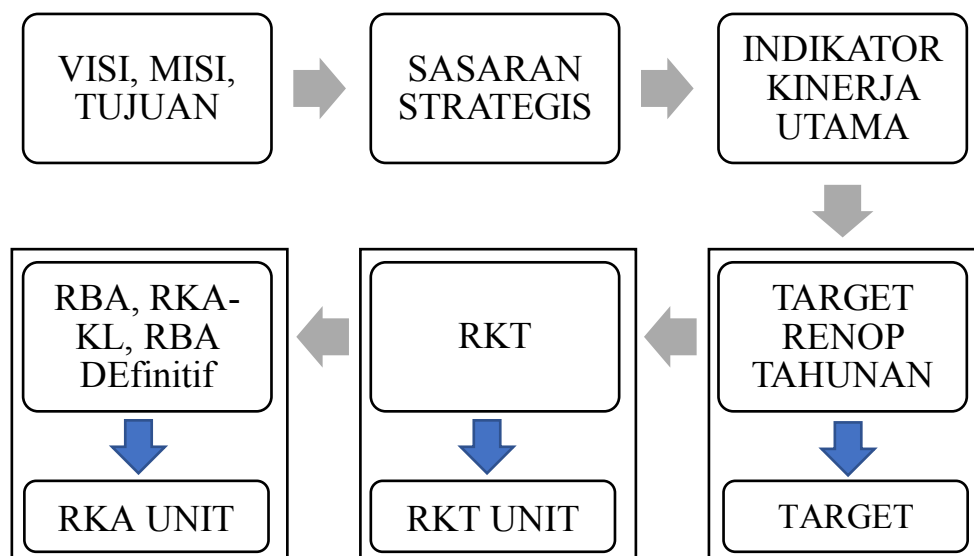 VISI, MISI,
TUJUAN
SASARAN
STRATEGIS
INDIKATOR
KINERJA
UTAMA
TARGET
RENOP
TAHUNAN
RKT
RBA, RKA-
KL, RBA
DEfinitif
RKA UNIT
RKT UNIT
TARGET